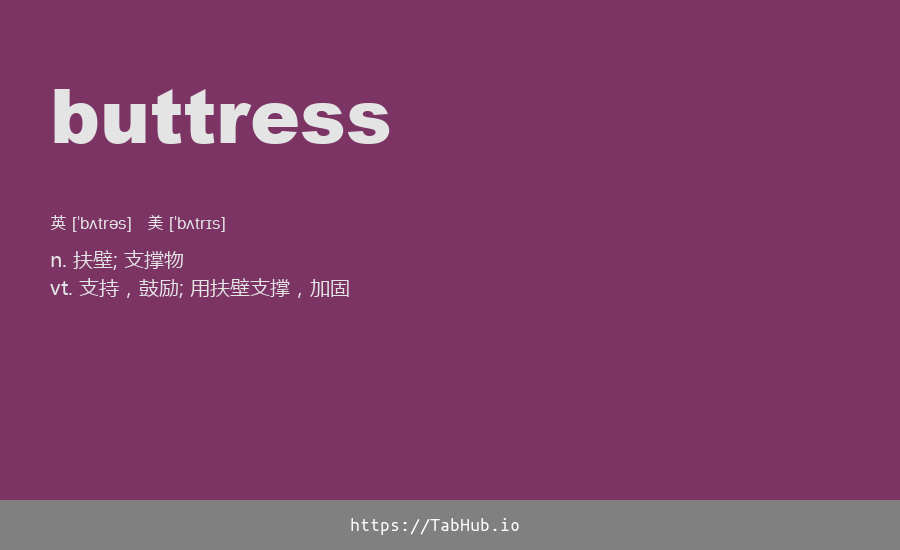 buttress
英 [ˈbʌtrəs] 美 [ˈbʌtrɪs]
n. 扶壁; 支撑物
vt. 支持，鼓励; 用扶壁支撑，加固
https://TabHub.io